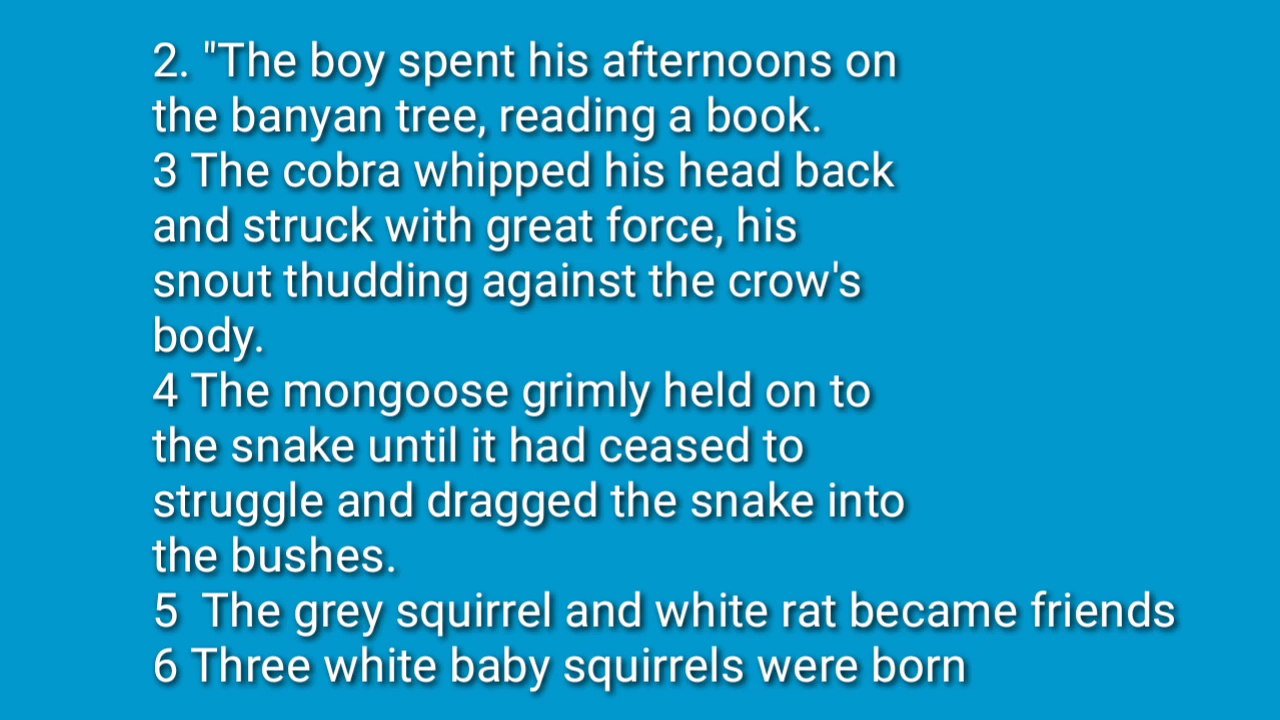 2. "The boy spent his afternoons on
the banyan tree, reading a book.
3 The cobra whipped his head back
and struck with great force, his
snout thudding against the crow's
body.
4 The mongoose grimly held on to
the snake until it had ceased to
struggle and dragged the snake into
the bushes.
5  The grey squirrel and white rat became friends
6 Three white baby squirrels were born